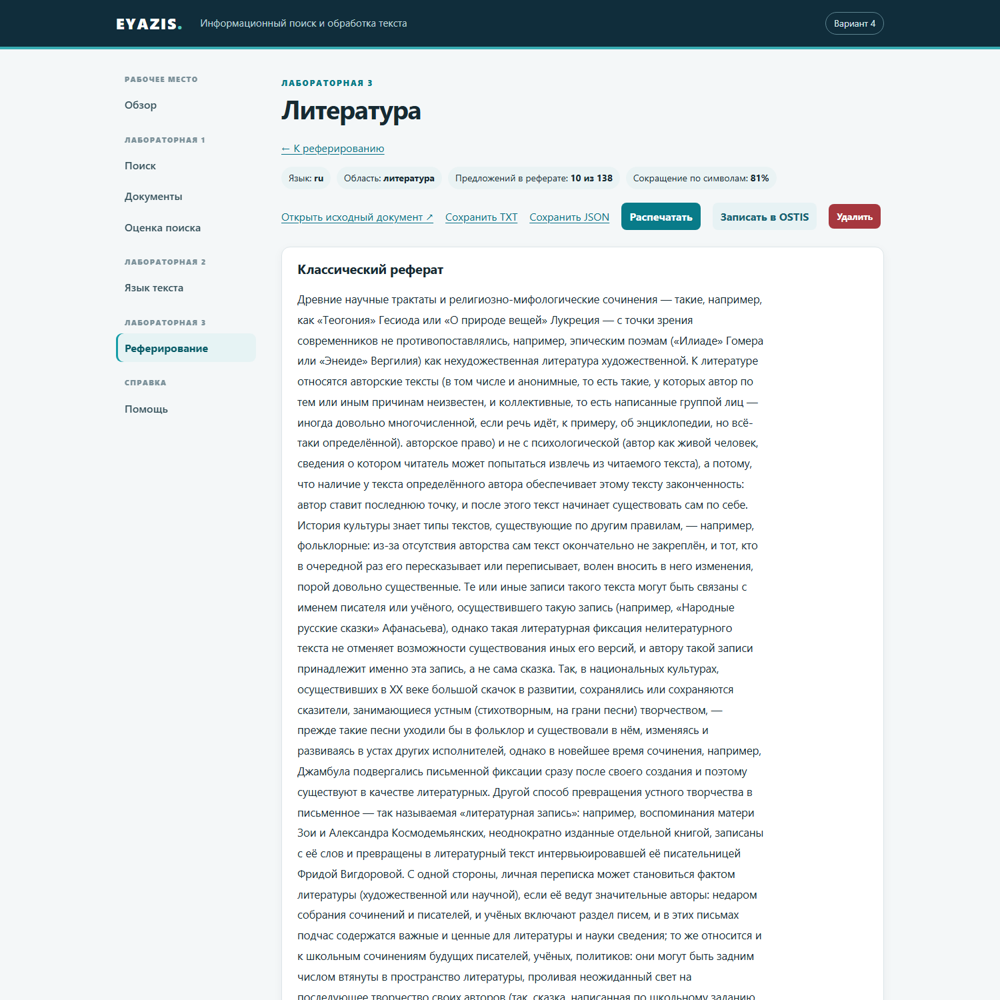 EYAZIS.
Информационный поиск и обработка текста
Вариант 4
РАБОЧЕЕ МЕСТО
Обзор
ЛАБОРАТОРНАЯ 1
Поиск
Документы
Оценка поиска
ЛАБОРАТОРНАЯ 2
Язык текста
ЛАБОРАТОРНАЯ 3
Реферирование
СПРАВКА
Помощь
ЛАБОРАТОРНАЯ 3
Литература
← К реферированию
Язык: ru
Область: литература
Предложений в реферате: 10 из 138
Сокращение по символам: 81%
Открыть исходный документ ↗
Сохранить TXT
Сохранить JSON
Распечатать
Записать в OSTIS
Удалить
Классический реферат
Древние научные трактаты и религиозно-мифологические сочинения — такие, например,
как «Теогония» Гесиода или «О природе вещей» Лукреция — с точки зрения
современников не противопоставлялись, например, эпическим поэмам («Илиаде» Гомера
или «Энеиде» Вергилия) как нехудожественная литература художественной. К литературе
относятся авторские тексты (в том числе и анонимные, то есть такие, у которых автор по
тем или иным причинам неизвестен, и коллективные, то есть написанные группой лиц —
иногда довольно многочисленной, если речь идёт, к примеру, об энциклопедии, но всё-
таки определённой). авторское право) и не с психологической (автор как живой человек,
сведения о котором читатель может попытаться извлечь из читаемого текста), а потому,
что наличие у текста определённого автора обеспечивает этому тексту законченность:
автор ставит последнюю точку, и после этого текст начинает существовать сам по себе.
История культуры знает типы текстов, существующие по другим правилам, — например,
фольклорные: из-за отсутствия авторства сам текст окончательно не закреплён, и тот, кто
в очередной раз его пересказывает или переписывает, волен вносить в него изменения,
порой довольно существенные. Те или иные записи такого текста могут быть связаны с
именем писателя или учёного, осуществившего такую запись (например, «Народные
русские сказки» Афанасьева), однако такая литературная фиксация нелитературного
текста не отменяет возможности существования иных его версий, и автору такой записи
принадлежит именно эта запись, а не сама сказка. Так, в национальных культурах,
осуществивших в XX веке большой скачок в развитии, сохранялись или сохраняются
сказители, занимающиеся устным (стихотворным, на грани песни) творчеством, —
прежде такие песни уходили бы в фольклор и существовали в нём, изменяясь и
развиваясь в устах других исполнителей, однако в новейшее время сочинения, например,
Джамбула подвергались письменной фиксации сразу после своего создания и поэтому
существуют в качестве литературных. Другой способ превращения устного творчества в
письменное — так называемая «литературная запись»: например, воспоминания матери
Зои и Александра Космодемьянских, неоднократно изданные отдельной книгой, записаны
с её слов и превращены в литературный текст интервьюировавшей её писательницей
Фридой Вигдоровой. С одной стороны, личная переписка может становиться фактом
литературы (художественной или научной), если её ведут значительные авторы: недаром
собрания сочинений и писателей, и учёных включают раздел писем, и в этих письмах
подчас содержатся важные и ценные для литературы и науки сведения; то же относится и
к школьным сочинениям будущих писателей, учёных, политиков: они могут быть задним
числом втянуты в пространство литературы, проливая неожиданный свет на
последующее творчество своих авторов (так, сказка, написанная по школьному заданию